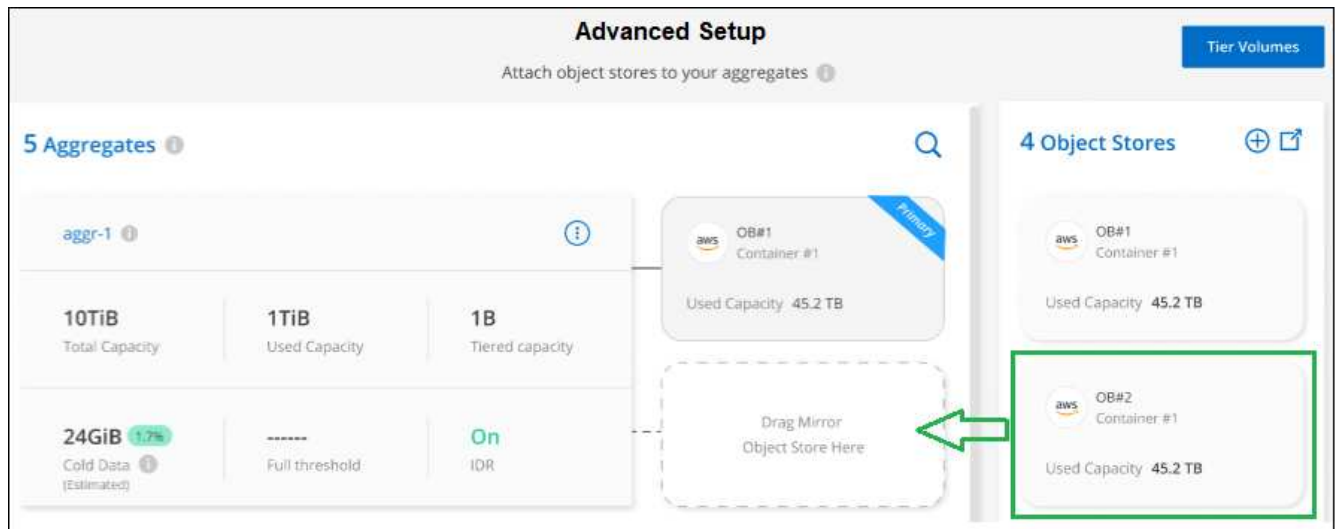 Advanced Setup
Tier Volumes
Attach object stores to your aggregates
5 Aggregates
4 Object Stores
aggr-1
aws
OB#1
Container #1
Primary
Used Capacity 45.2 TB
aws
OB#1
Container #1
Used Capacity 45.2 TB
10TiB
Total Capacity
1TiB
Used Capacity
1B
Tiered capacity
24GiB 1.7%
Cold Data
(Estimated)
------
Full threshold
On
IDR
Drag Mirror
Object Store Here
aws
OB#2
Container #1
Used Capacity 45.2 TB